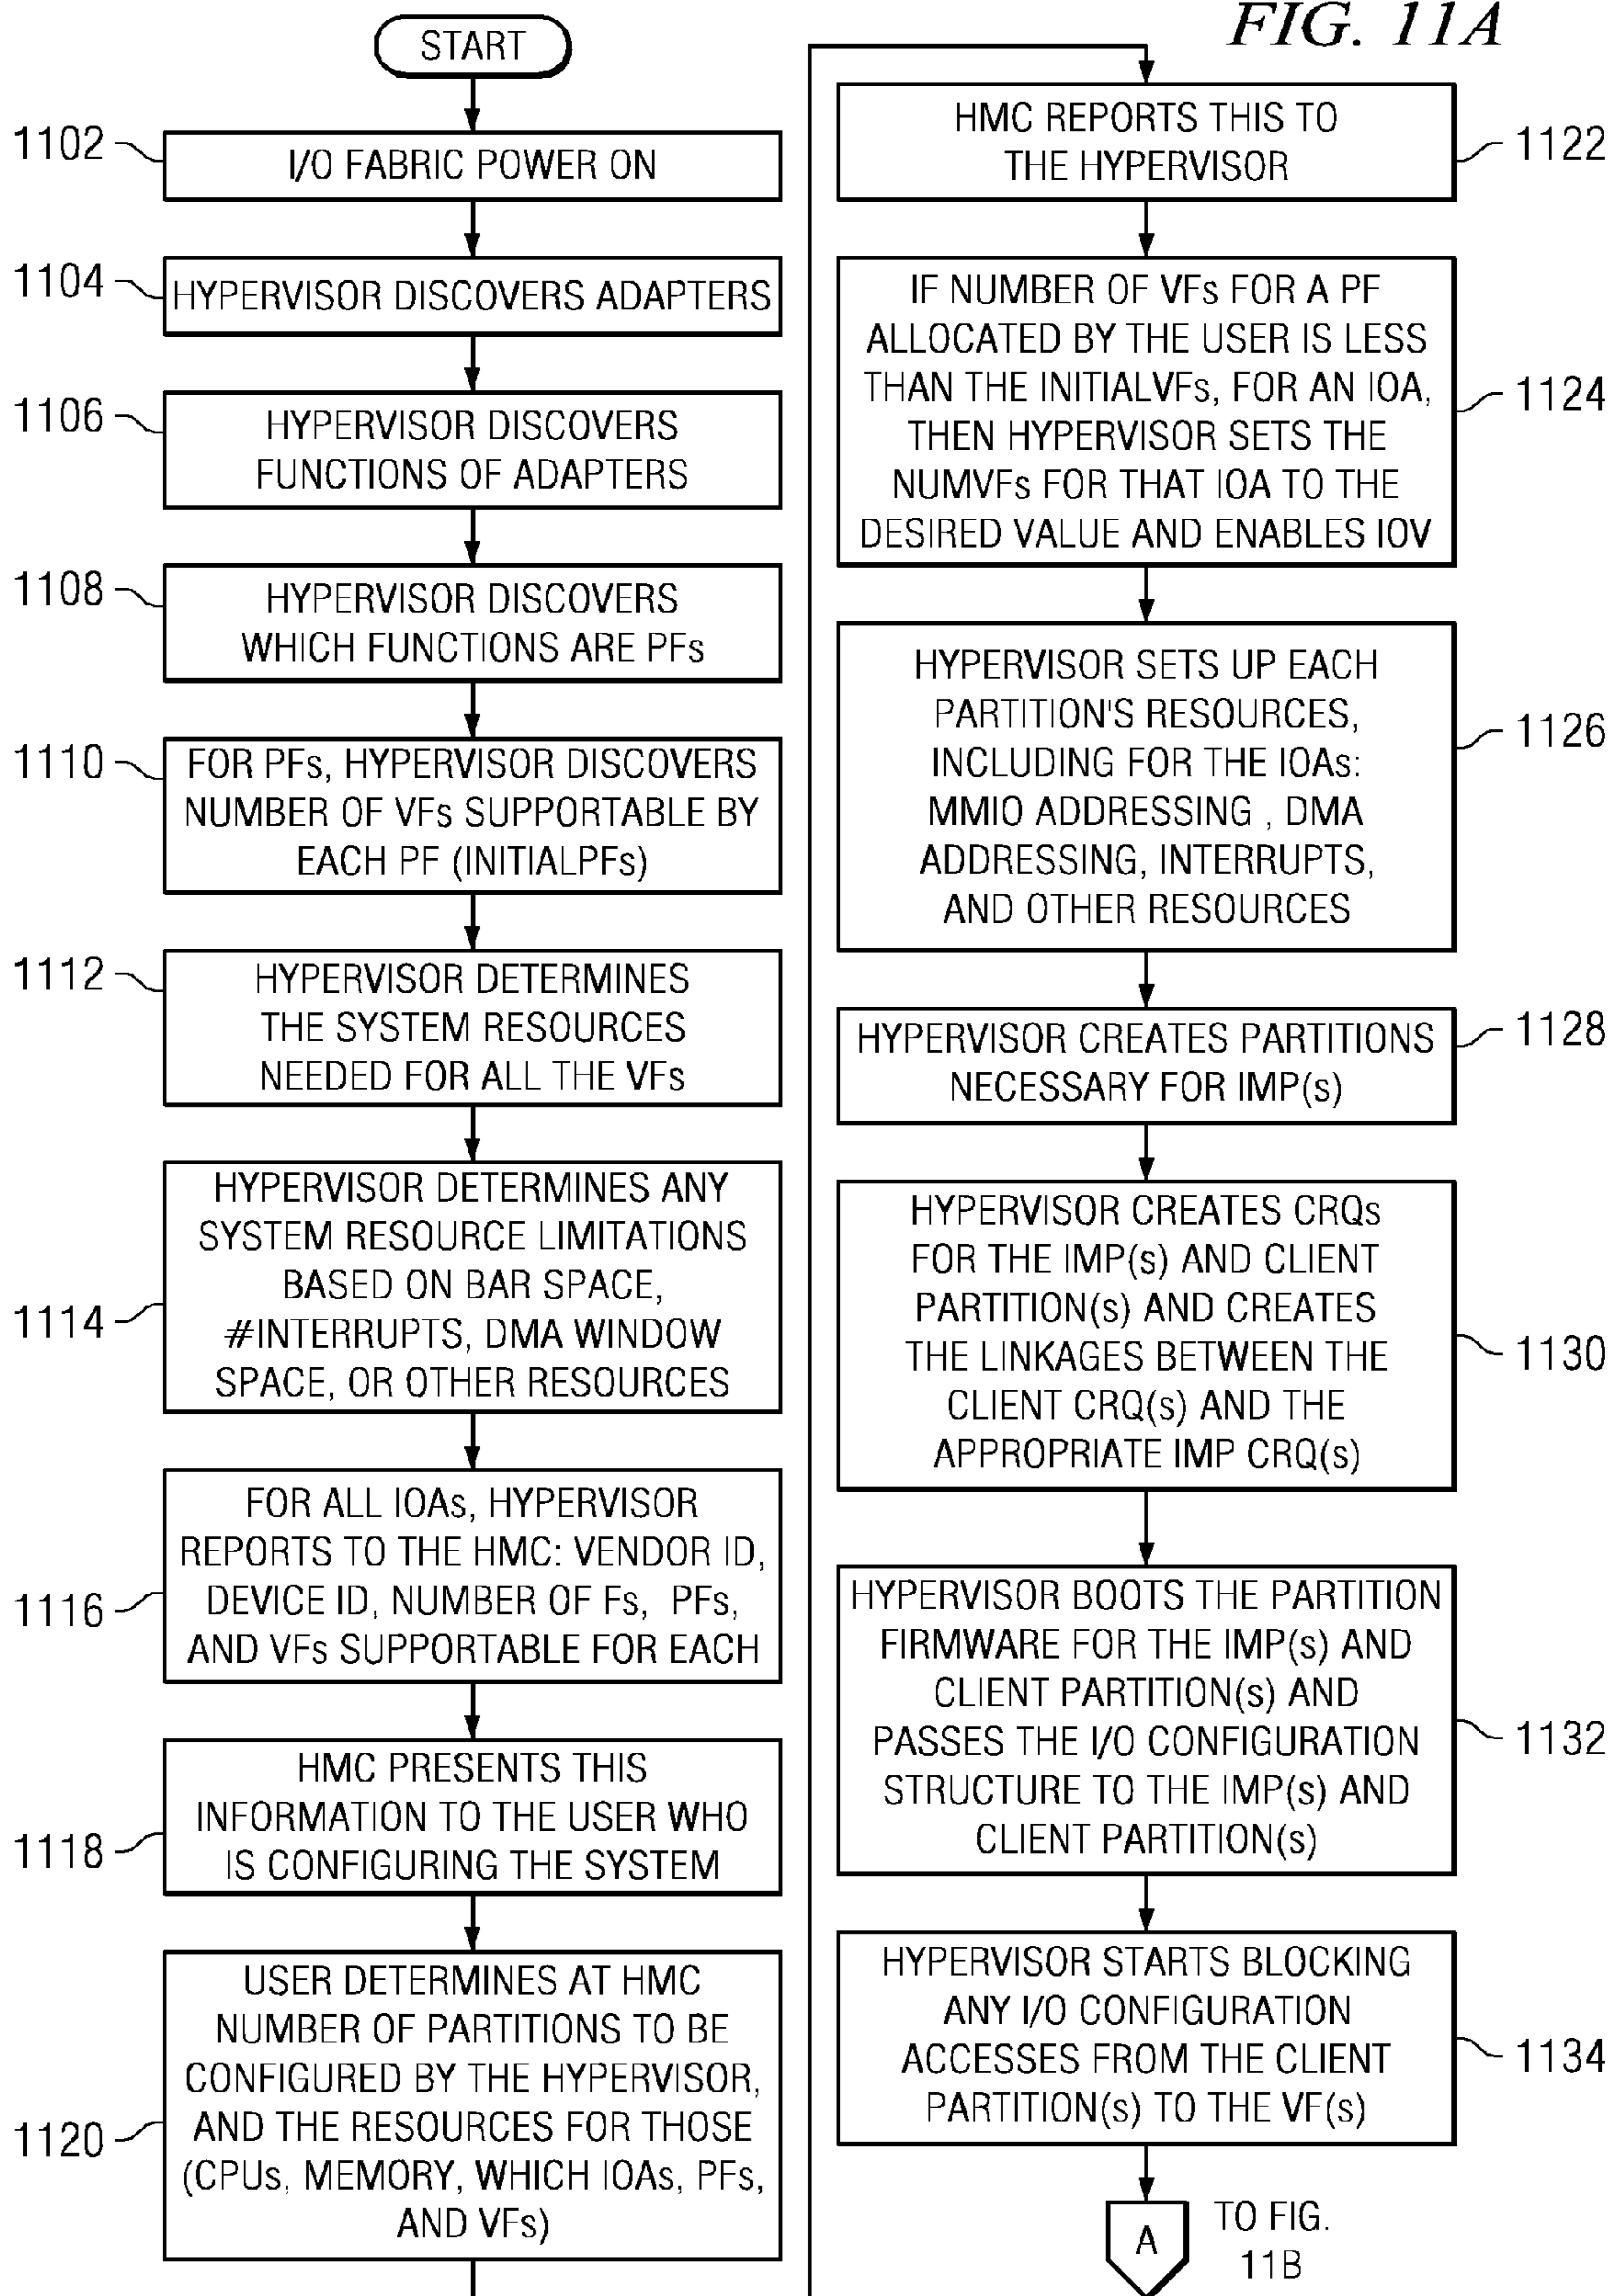 FIG. 11A
START
1102
I/O FABRIC POWER ON
1104
HYPERVISOR DISCOVERS ADAPTERS
1106
HYPERVISOR DISCOVERS
FUNCTIONS OF ADAPTERS
1108
HYPERVISOR DISCOVERS
WHICH FUNCTIONS ARE PFs
1110
FOR PFs, HYPERVISOR DISCOVERS
NUMBER OF VFs SUPPORTABLE BY
EACH PF (INITIALPFs)
1112
HYPERVISOR DETERMINES
THE SYSTEM RESOURCES
NEEDED FOR ALL THE VFs
1114
HYPERVISOR DETERMINES ANY
SYSTEM RESOURCE LIMITATIONS
BASED ON BAR SPACE,
#INTERRUPTS, DMA WINDOW
SPACE, OR OTHER RESOURCES
1116
FOR ALL IOAs, HYPERVISOR
REPORTS TO THE HMC: VENDOR ID,
DEVICE ID, NUMBER OF Fs, PFs,
AND VFs SUPPORTABLE FOR EACH
1118
HMC PRESENTS THIS
INFORMATION TO THE USER WHO
IS CONFIGURING THE SYSTEM
1120
USER DETERMINES AT HMC
NUMBER OF PARTITIONS TO BE
CONFIGURED BY THE HYPERVISOR,
AND THE RESOURCES FOR THOSE
(CPUs, MEMORY, WHICH IOAs, PFs,
AND VFs)
HMC REPORTS THIS TO
THE HYPERVISOR
1122
IF NUMBER OF VFs FOR A PF
ALLOCATED BY THE USER IS LESS
THAN THE INITIALVFs, FOR AN IOA,
THEN HYPERVISOR SETS THE
NUMVFs FOR THAT IOA TO THE
DESIRED VALUE AND ENABLES IOV
1124
HYPERVISOR SETS UP EACH
PARTITION'S RESOURCES,
INCLUDING FOR THE IOAs:
MMIO ADDRESSING , DMA
ADDRESSING, INTERRUPTS,
AND OTHER RESOURCES
1126
HYPERVISOR CREATES PARTITIONS
NECESSARY FOR IMP(s)
1128
HYPERVISOR CREATES CRQs
FOR THE IMP(s) AND CLIENT
PARTITION(s) AND CREATES
THE LINKAGES BETWEEN THE
CLIENT CRQ(s) AND THE
APPROPRIATE IMP CRQ(s)
1130
HYPERVISOR BOOTS THE PARTITION
FIRMWARE FOR THE IMP(s) AND
CLIENT PARTITION(s) AND
PASSES THE I/O CONFIGURATION
STRUCTURE TO THE IMP(s) AND
CLIENT PARTITION(s)
1132
HYPERVISOR STARTS BLOCKING
ANY I/O CONFIGURATION
ACCESSES FROM THE CLIENT
PARTITION(s) TO THE VF(s)
1134
A
TO FIG.
11B